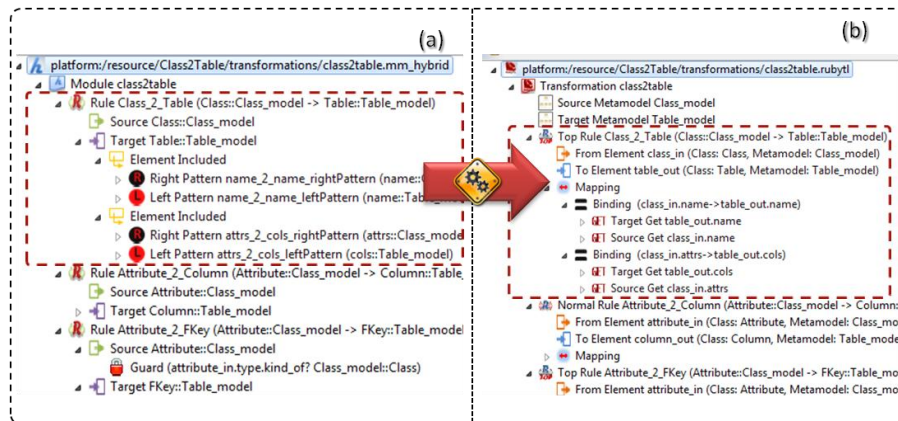 (a)
platform:/resource/Class2Table/transformations/class2table.mm_hybrid
Module class2table
Rule Class_2_Table (Class::Class_model -> Table::Table_model)
Source Class::Class_model
Target Table::Table_model
Element Included
Right Pattern name_2_name_rightPattern (name::
Left Pattern name_2_name_leftPattern (name::Table
Element Included
Right Pattern attrs_2_cols_rightPattern (attrs::Class_mode
Left Pattern attrs_2_cols_leftPattern (cols::Table_model)
Rule Attribute_2_Column (Attribute::Class_model -> Column::Table_
Source Attribute::Class_model
Target Column::Table_model
Rule Attribute_2_FKey (Attribute::Class_model -> FKey::Table_model
Source Attribute::Class_model
Guard (attribute_in.type.kind_of? Class_model::Class)
Target FKey::Table_model
(b)
platform:/resource/Class2Table/transformations/class2table.rubytl
Transformation class2table
Source Metamodel Class_model
Target Metamodel Table_model
Top Rule Class_2_Table (Class::Class_model -> Table::Table_model)
From Element class_in (Class: Class, Metamodel: Class_model)
To Element table_out (Class: Table, Metamodel: Table_model)
Mapping
Binding (class_in.name->table_out.name)
GET Target Get table_out.name
GET Source Get class_in.name
Binding (class_in.attrs->table_out.cols)
GET Target Get table_out.cols
GET Source Get class_in.attrs
Normal Rule Attribute_2_Column (Attribute::Class_model -> Column:
From Element attribute_in (Class: Attribute, Metamodel: Class_mo
To Element column_out (Class: Column, Metamodel: Table_mode
Mapping
Top Rule Attribute_2_FKey (Attribute::Class_model -> FKey::Table_mo
From Element attribute_in (Class: Attribute, Metamodel: Class_mo